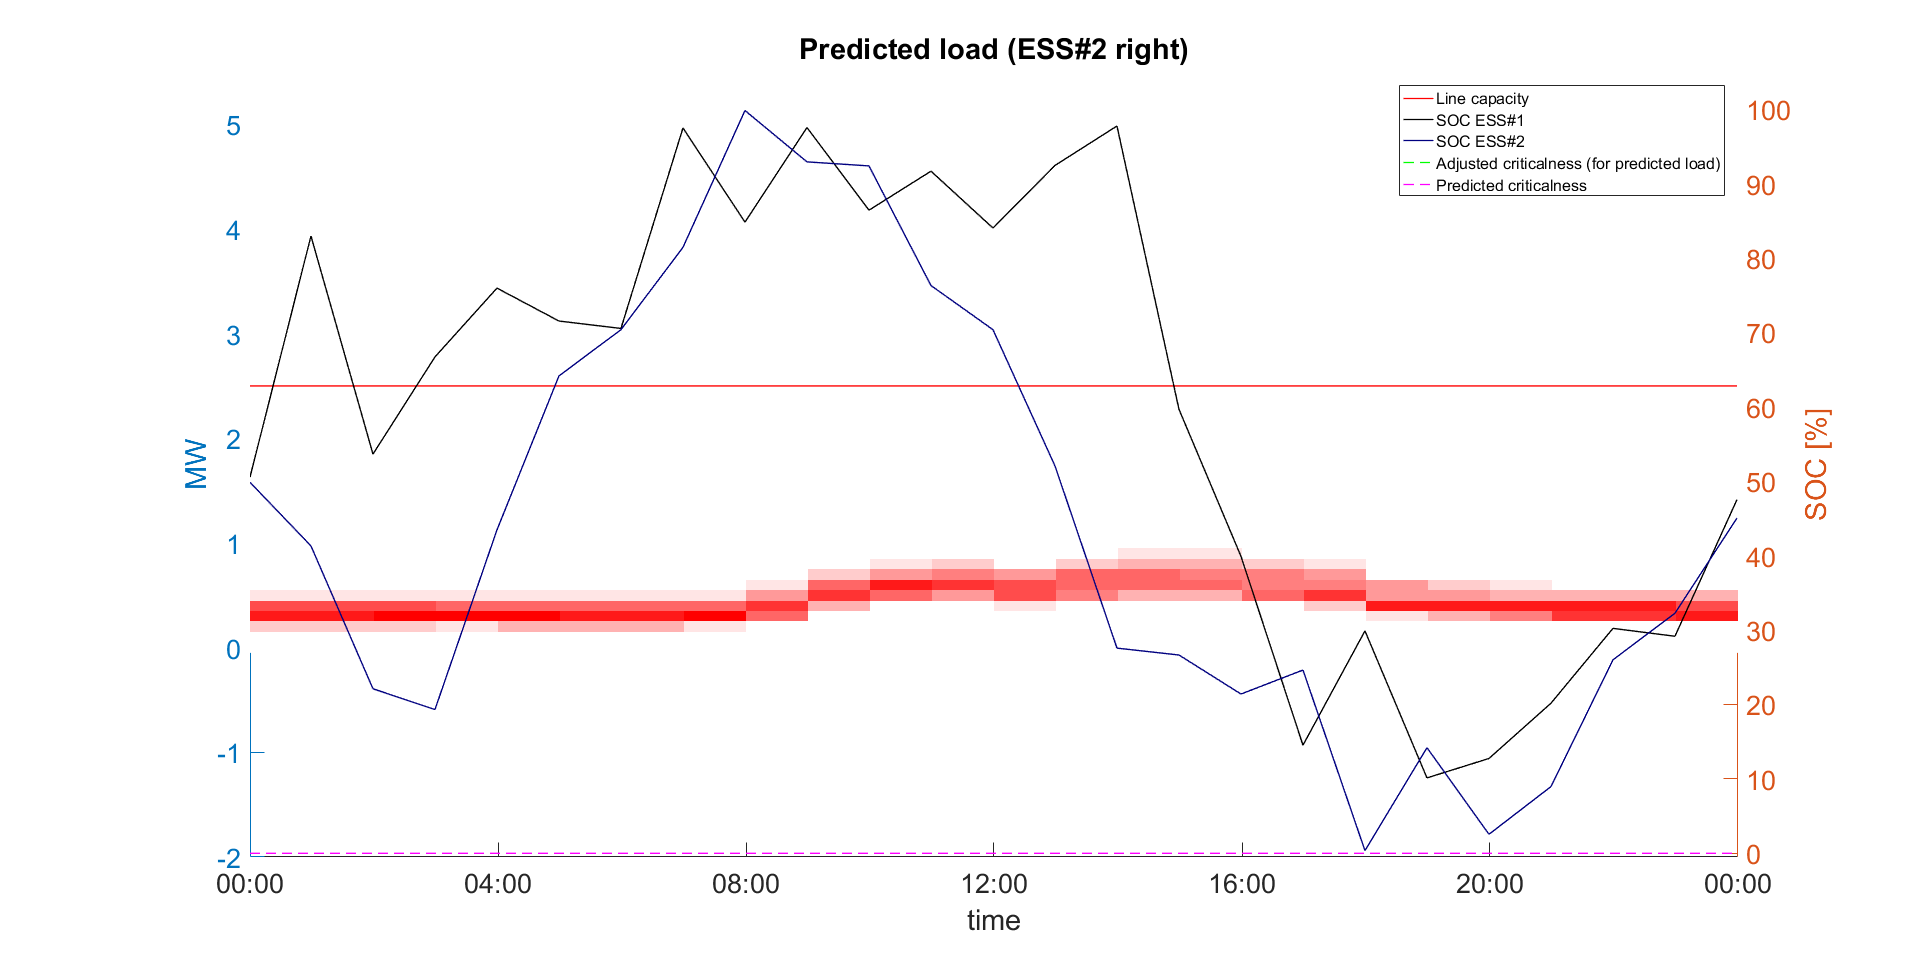 Predicted load (ESS#2 right)
Line capacity
SOC ESS#1
SOC ESS#2
Adjusted criticalness (for predicted load)
Predicted criticalness
5
4
3
2
1
0
-1
-2
MW
100
90
80
70
60
50
40
30
20
10
0
SOC [%]
00:00
04:00
08:00
12:00
16:00
20:00
00:00
time